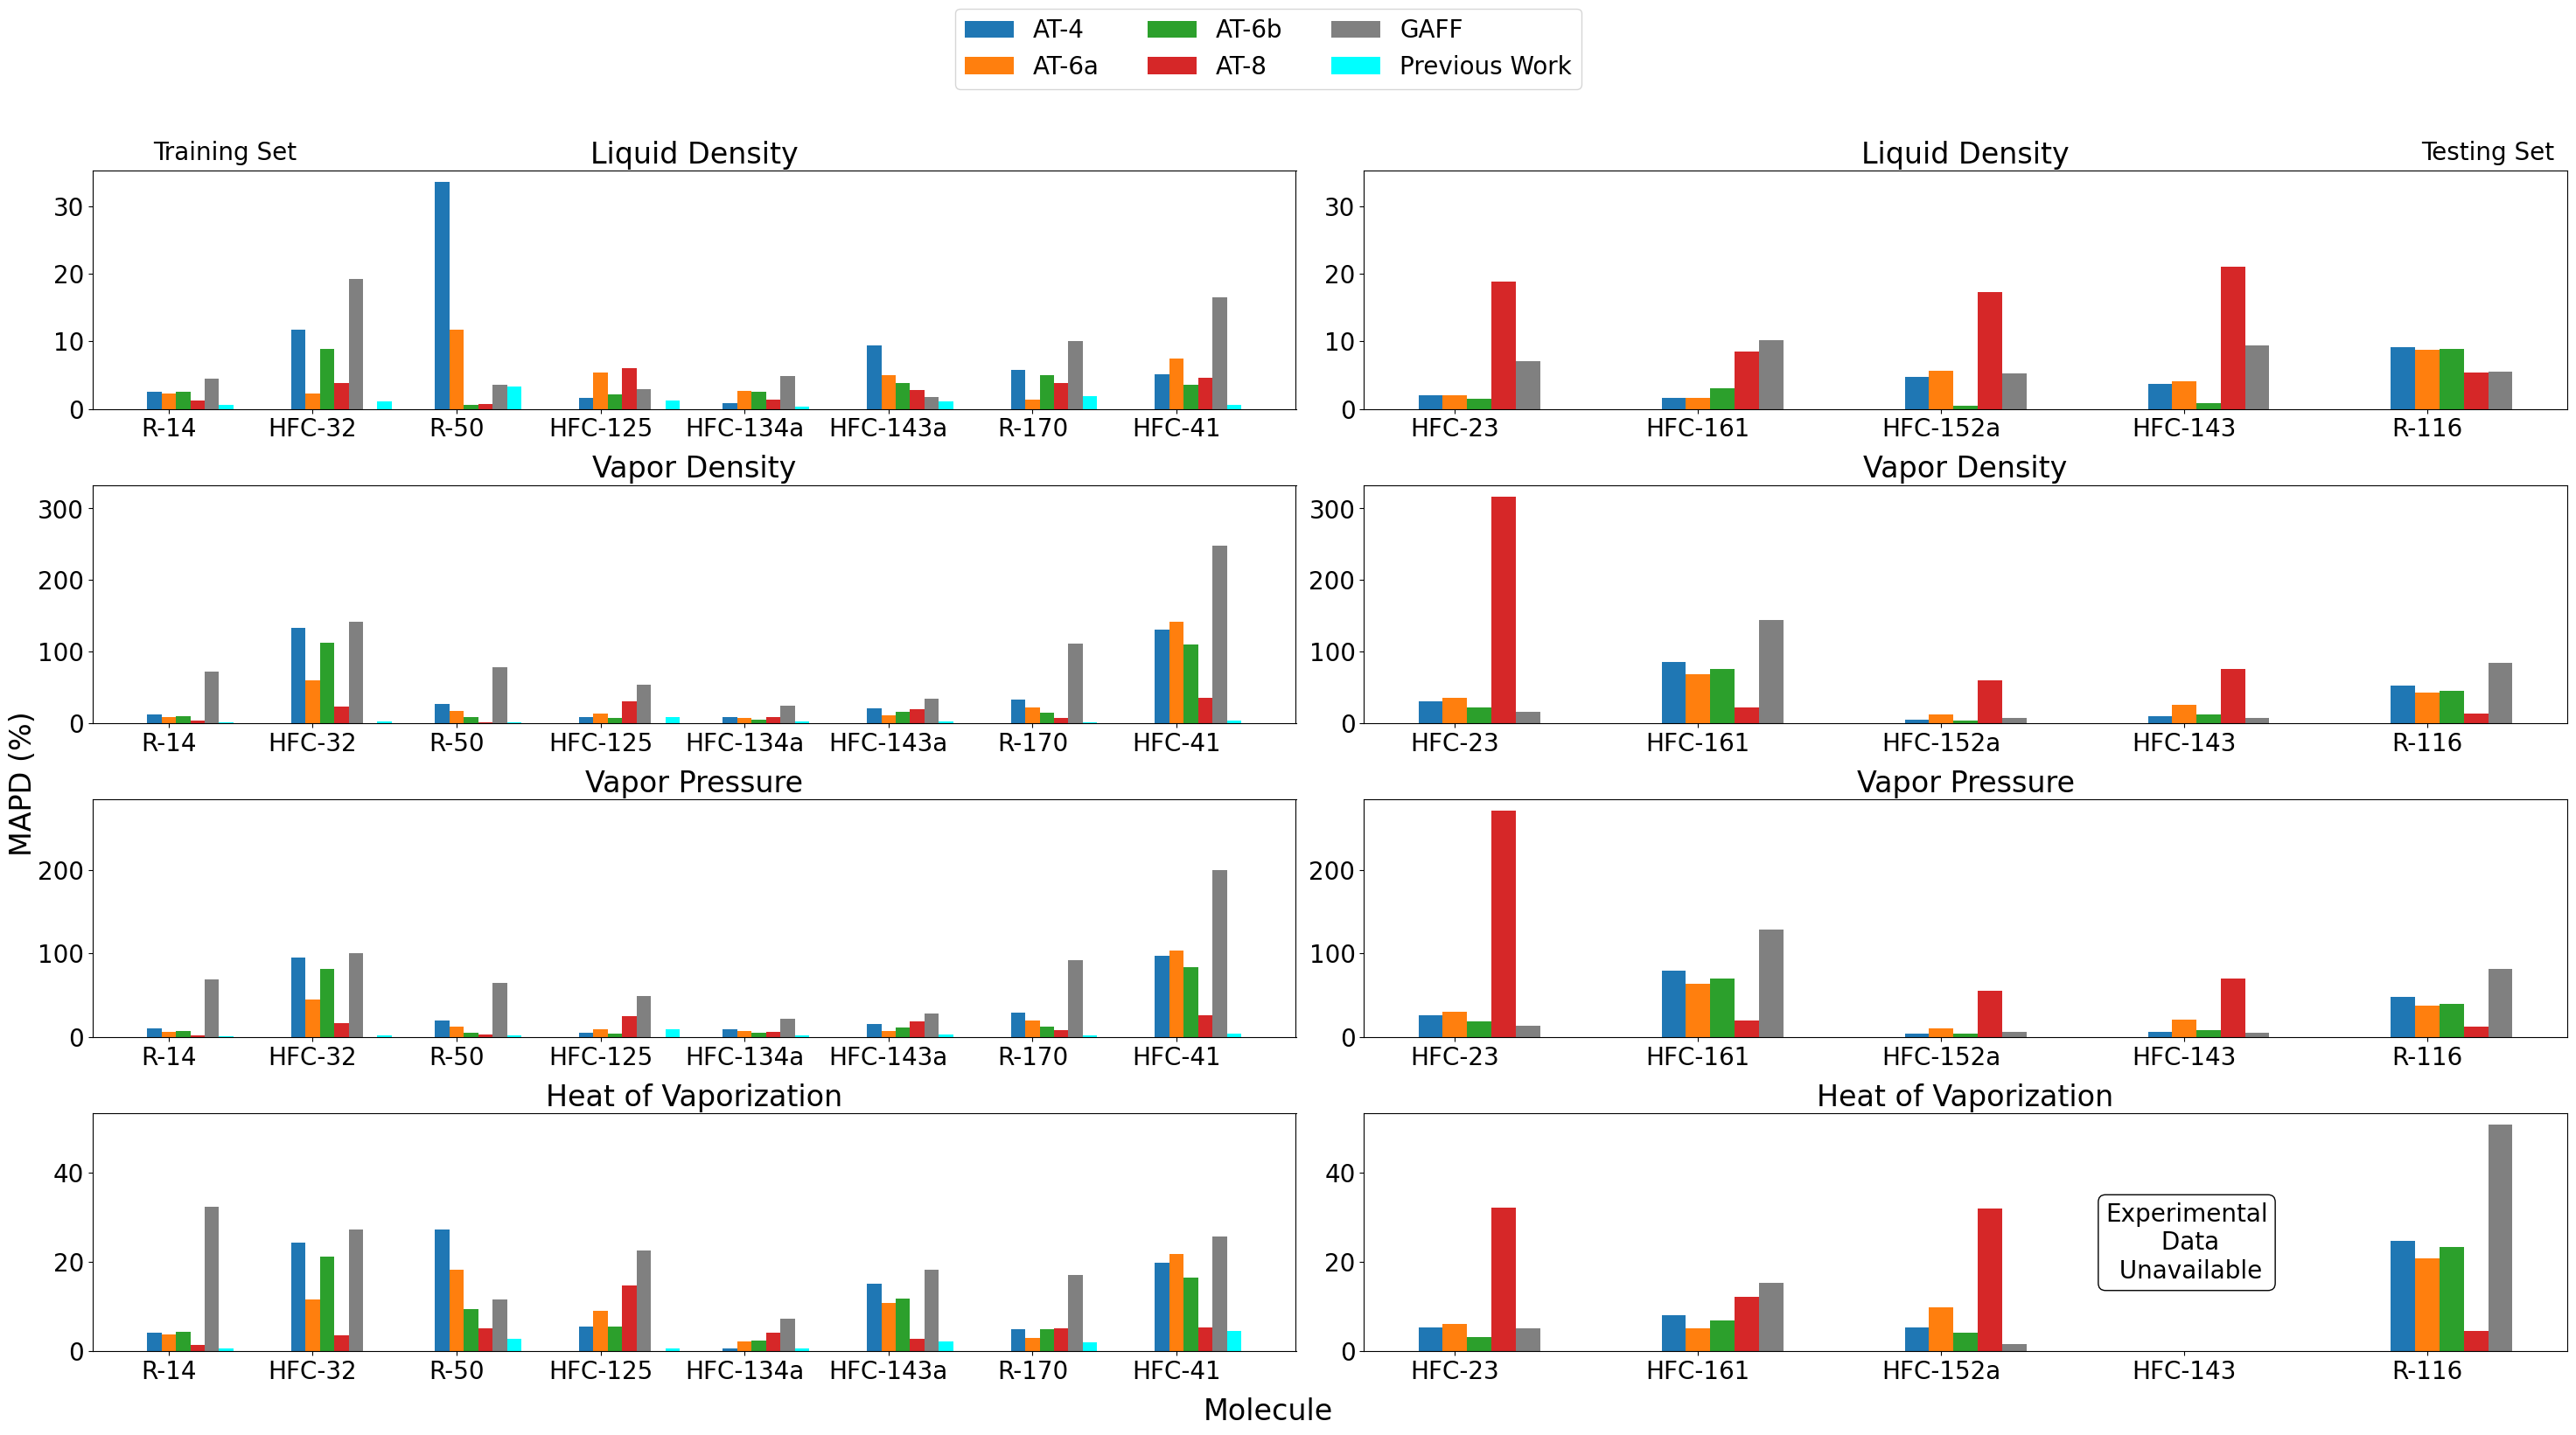 AT-4 AT-6b GAFF
AT-6a AT-8 Previous Work
Training Set Liquid Density
30
20
10
0
R-14 HFC-32 R-50 HFC-125 HFC-134a HFC-143a R-170 HFC-41
Liquid Density Testing Set
30
20
10
0
HFC-23 HFC-161 HFC-152a HFC-143 R-116
Vapor Density
300
200
100
0
R-14 HFC-32 R-50 HFC-125 HFC-134a HFC-143a R-170 HFC-41
Vapor Density
300
200
100
0
HFC-23 HFC-161 HFC-152a HFC-143 R-116
MAPD (%)
Vapor Pressure
200
100
0
R-14 HFC-32 R-50 HFC-125 HFC-134a HFC-143a R-170 HFC-41
Vapor Pressure
200
100
0
HFC-23 HFC-161 HFC-152a HFC-143 R-116
Heat of Vaporization
40
20
0
R-14 HFC-32 R-50 HFC-125 HFC-134a HFC-143a R-170 HFC-41
Heat of Vaporization
40
20
0
Experimental
Data
Unavailable
HFC-23 HFC-161 HFC-152a HFC-143 R-116
Molecule